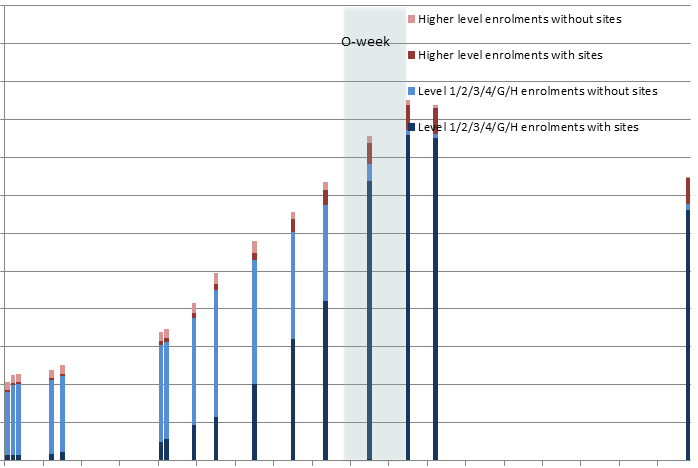 Higher level enrolments without sites
O-week
Higher level enrolments with sites
Level 1/2/3/4/G/H enrolments without sites
Level 1/2/3/4/G/H enrolments with sites